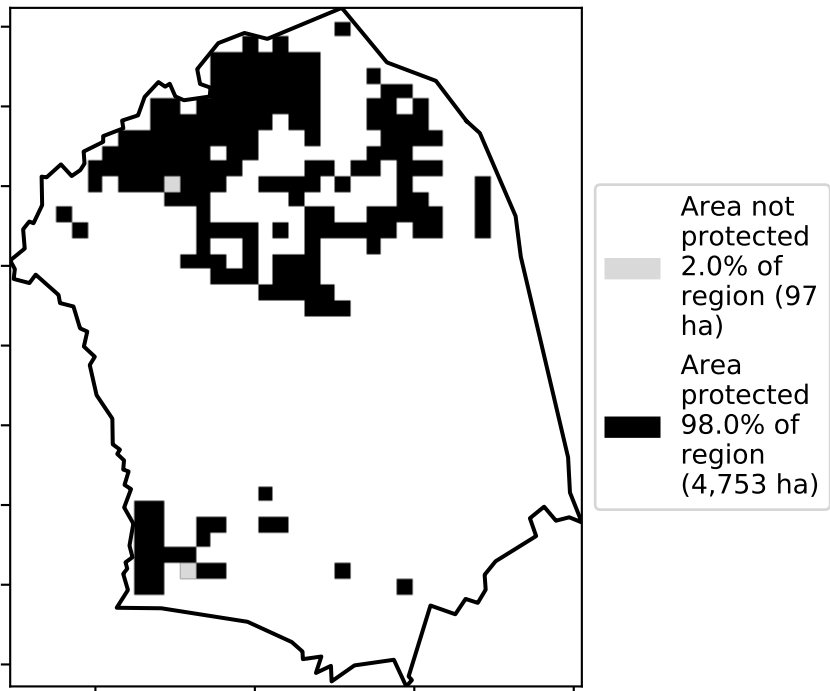 Area not
protected
2.0% of
region (97
ha)
Area
protected
98.0% of
region
(4,753 ha)